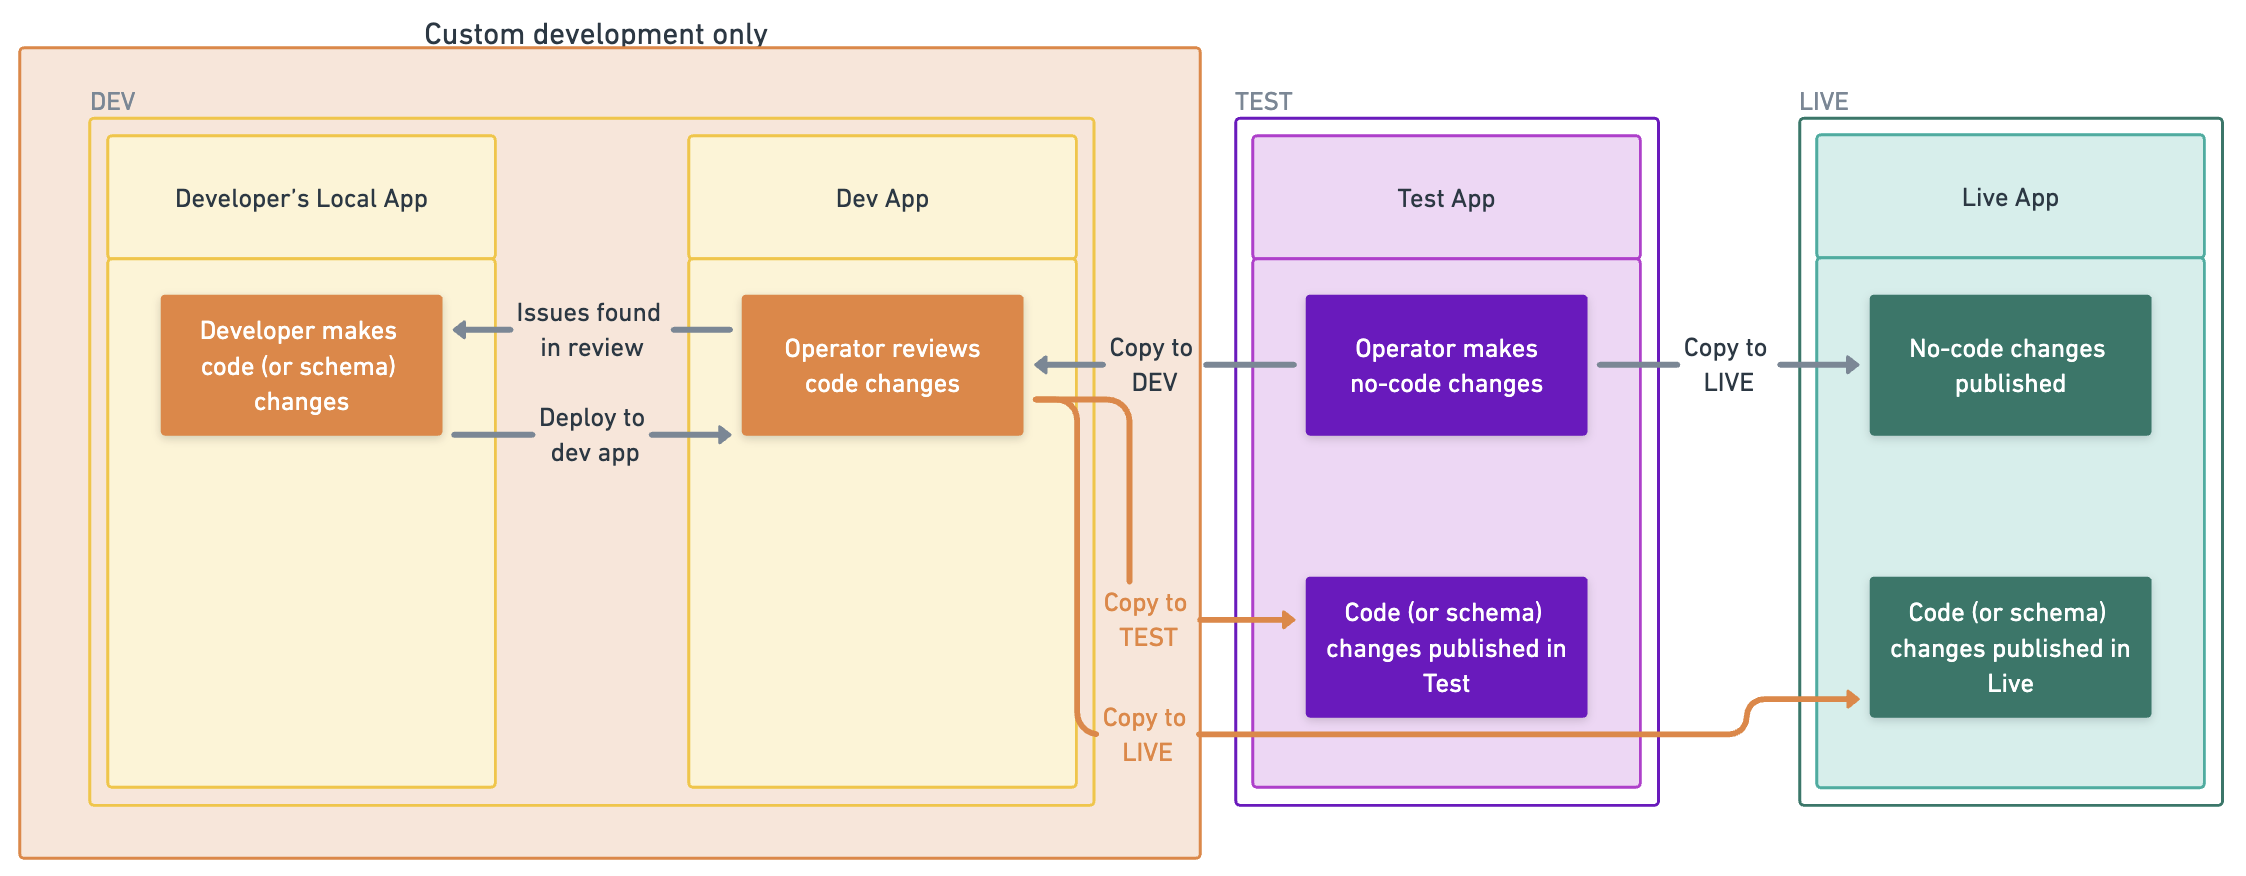 Custom development only
DEV
TEST
LIVE
Developer's Local App
Dev App
Test App
Live App
Developer makes
code (or schema)
changes
Issues found
in review
Deploy to
dev app
Operator reviews
code changes
Copy to
DEV
Operator makes
no-code changes
Copy to
LIVE
No-code changes
published
Copy to
TEST
Code (or schema)
changes published in
Test
Code (or schema)
changes published in
Live
Copy to
LIVE